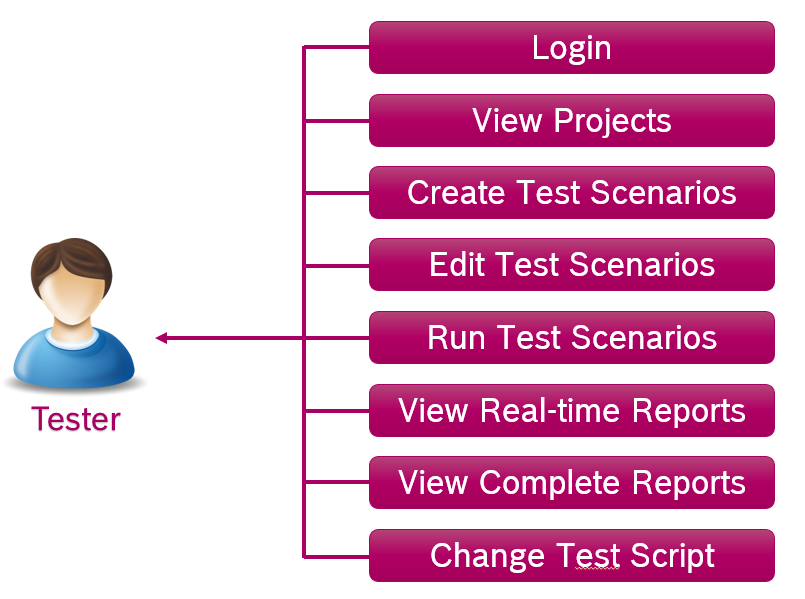 Login
View Projects
Create Test Scenarios
Edit Test Scenarios
Run Test Scenarios
Tester
View Real-time Reports
View Complete Reports
Change Test Script